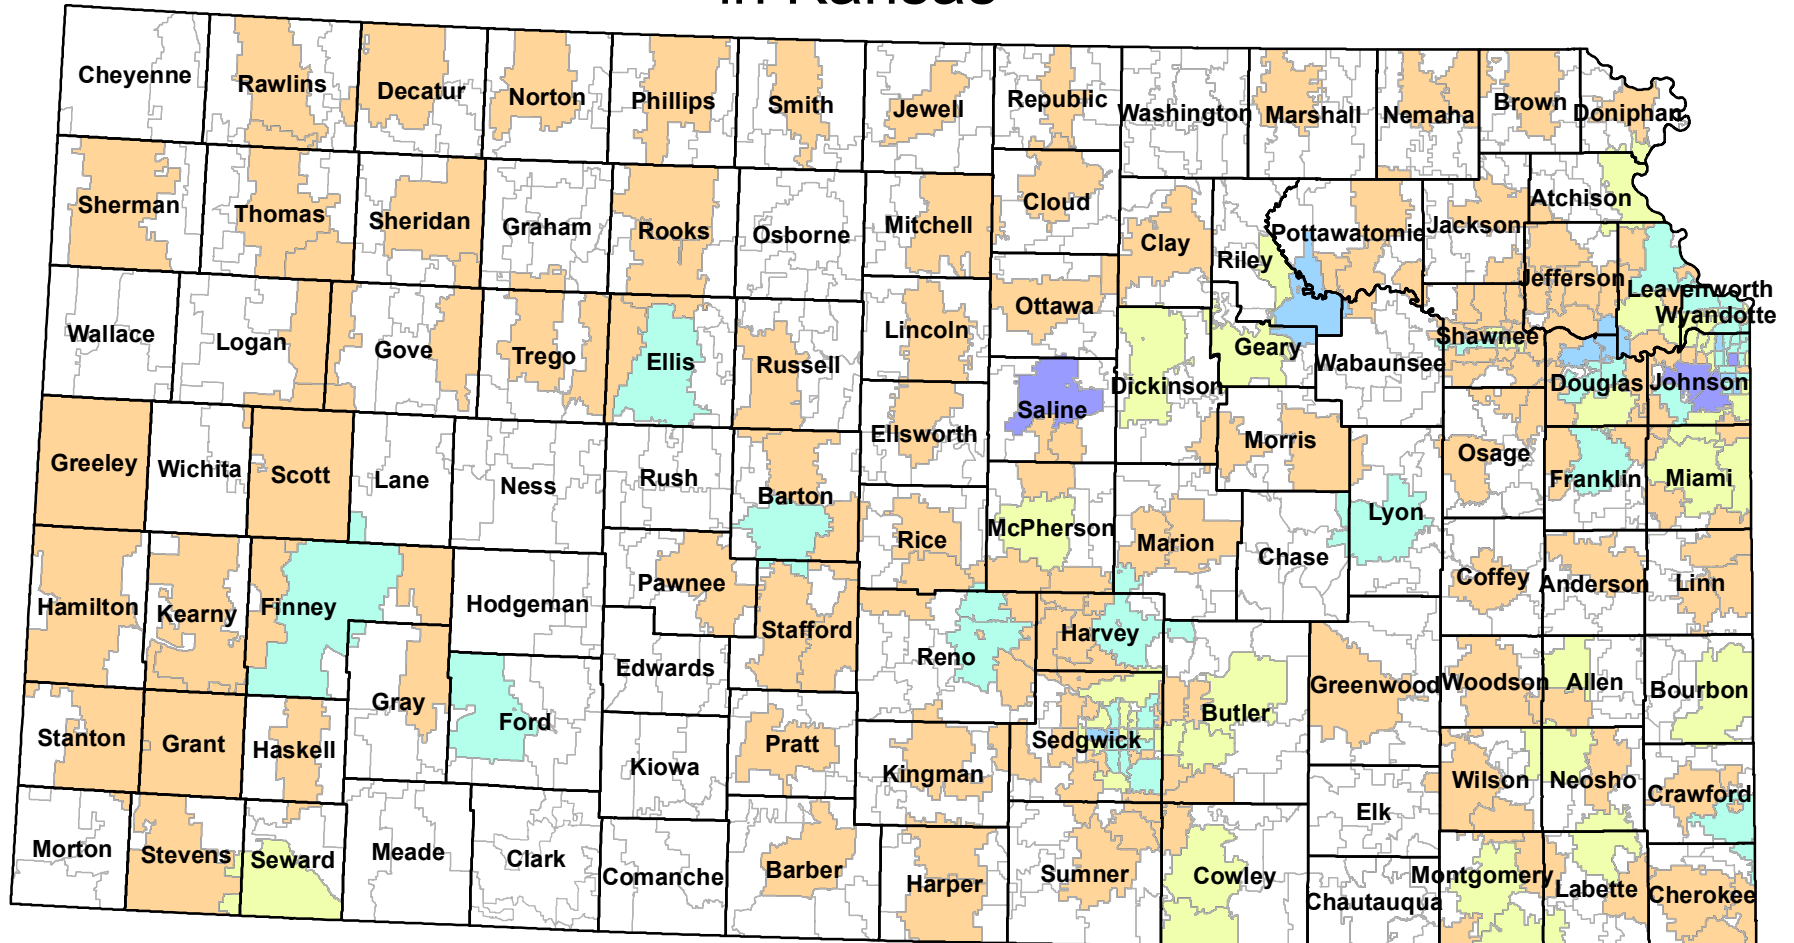 in Kansas
Cheyenne
Rawlins
Decatur
Norton
Phillips
Smith
Jewell
Republic
Washington
Marshall
Nemaha
Brown
Doniphan
Sherman
Thomas
Sheridan
Graham
Rooks
Osborne
Mitchell
Cloud
Clay
Riley
Pottawatomie
Jackson
Atchison
Jefferson
Leavenworth
Wyandotte
Wallace
Logan
Gove
Trego
Ellis
Russell
Lincoln
Ottawa
Saline
Dickinson
Geary
Wabaunsee
Shawnee
Douglas
Johnson
Greeley
Wichita
Scott
Lane
Ness
Rush
Barton
Ellsworth
Rice
McPherson
Marion
Morris
Chase
Lyon
Osage
Franklin
Miami
Hamilton
Kearny
Finney
Hodgeman
Pawnee
Stafford
Edwards
Reno
Harvey
Coffey
Anderson
Linn
Stanton
Grant
Haskell
Gray
Ford
Kiowa
Pratt
Kingman
Sedgwick
Butler
Greenwood
Woodson
Allen
Bourbon
Morton
Stevens
Seward
Meade
Clark
Comanche
Barber
Harper
Sumner
Cowley
Elk
Chautauqua
Wilson
Neosho
Crawford
Montgomery
Labette
Cherokee